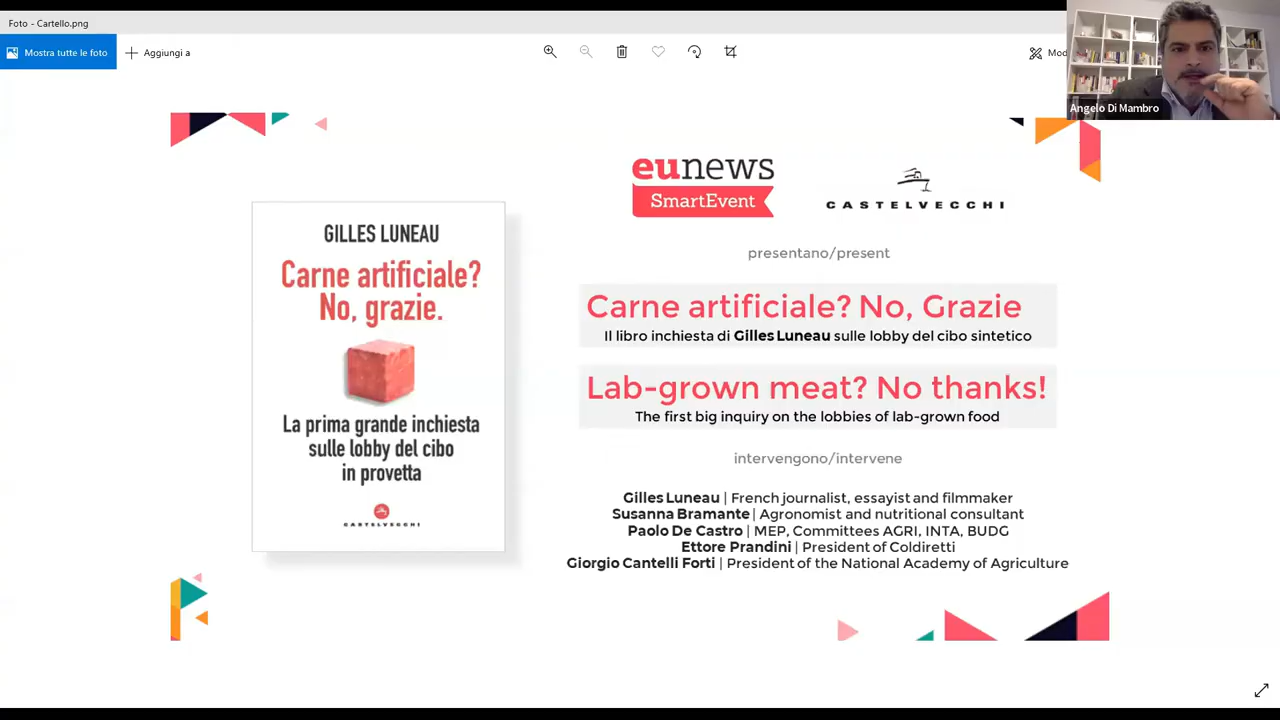 Foto - Cartello.png
Mostra tutte le foto
Aggiungi a
Mod
Angelo Di Mambro
GILLES LUNEAU
Carne artificiale?
No, grazie.
La prima grande inchiesta
sulle lobby del cibo
in provetta
CASTELVECCHI
eunews
SmartEvent
CASTELVECCHI
presentano/present
Carne artificiale? No, Grazie
Il libro inchiesta di Gilles Luneau sulle lobby del cibo sintetico
Lab-grown meat? No thanks!
The first big inquiry on the lobbies of lab-grown food
intervengono/intervene
Gilles Luneau | French journalist, essayist and filmmaker
Susanna Bramante | Agronomist and nutritional consultant
Paolo De Castro | MEP, Committees AGRI, INTA, BUDG
Ettore Prandini | President of Coldiretti
Giorgio Cantelli Forti | President of the National Academy of Agriculture